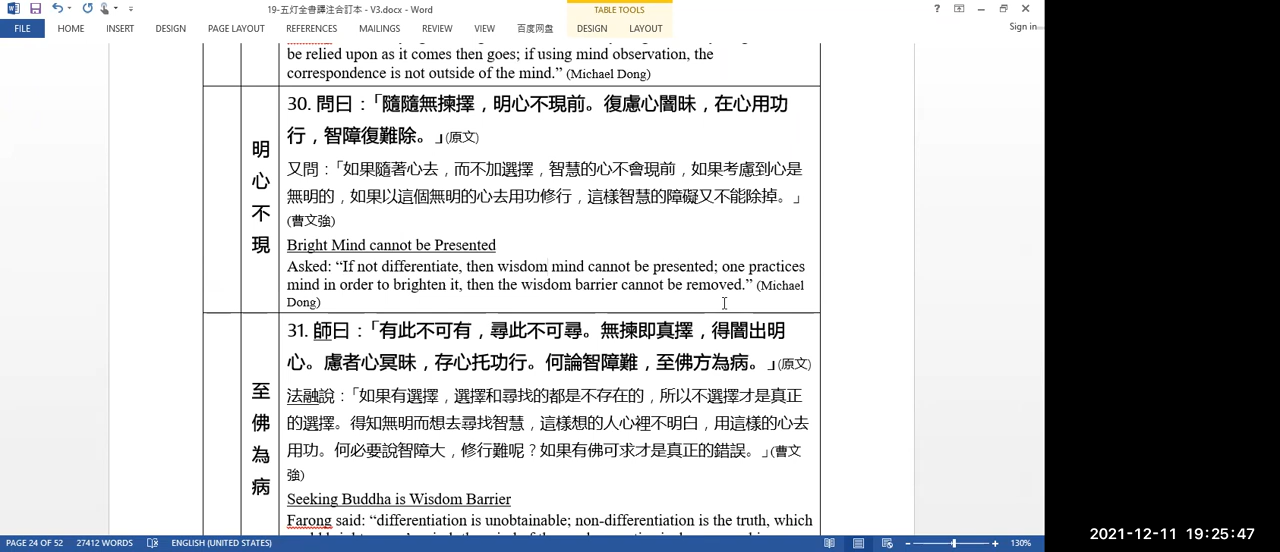 19-五灯全書譯注合訂本 - V3.docx - Word
TABLE TOOLS
?
FILE
HOME
INSERT
DESIGN
PAGE LAYOUT
REFERENCES
MAILINGS
REVIEW
VIEW
百度网盘
DESIGN
LAYOUT
Sign in
be relied upon as it comes then goes; if using mind observation, the
correspondence is not outside of the mind.” (Michael Dong)
明心不現
30. 問曰：「隨隨無揀擇，明心不現前。復慮心闇昧，在心用功
行，智障復難除。」(原文)
又問：「如果隨著心去，而不加選擇，智慧的心不會現前，如果考慮到心是
無明的，如果以這個無明的心去用功修行，這樣智慧的障礙又不能除掉。」
(曹文強)
Bright Mind cannot be Presented
Asked: “If not differentiate, then wisdom mind cannot be presented; one practices
mind in order to brighten it, then the wisdom barrier cannot be removed.” (Michael
Dong)
至佛為病
31. 師曰：「有此不可有，尋此不可尋。無揀即真擇，得闇出明
心。慮者心冥昧，存心托功行。何論智障難，至佛方為病。」(原文)
法融說：「如果有選擇，選擇和尋找的都是不存在的，所以不選擇才是真正
的選擇。得知無明而想去尋找智慧，這樣想的人心裡不明白，用這樣的心去
用功。何必要說智障大，修行難呢？如果有佛可求才是真正的錯誤。」(曹文
強)
Seeking Buddha is Wisdom Barrier
Farong said: “differentiation is unobtainable; non-differentiation is the truth, which
PAGE 24 OF 52
27412 WORDS
ENGLISH (UNITED STATES)
130%
2021-12-11 19:25:47